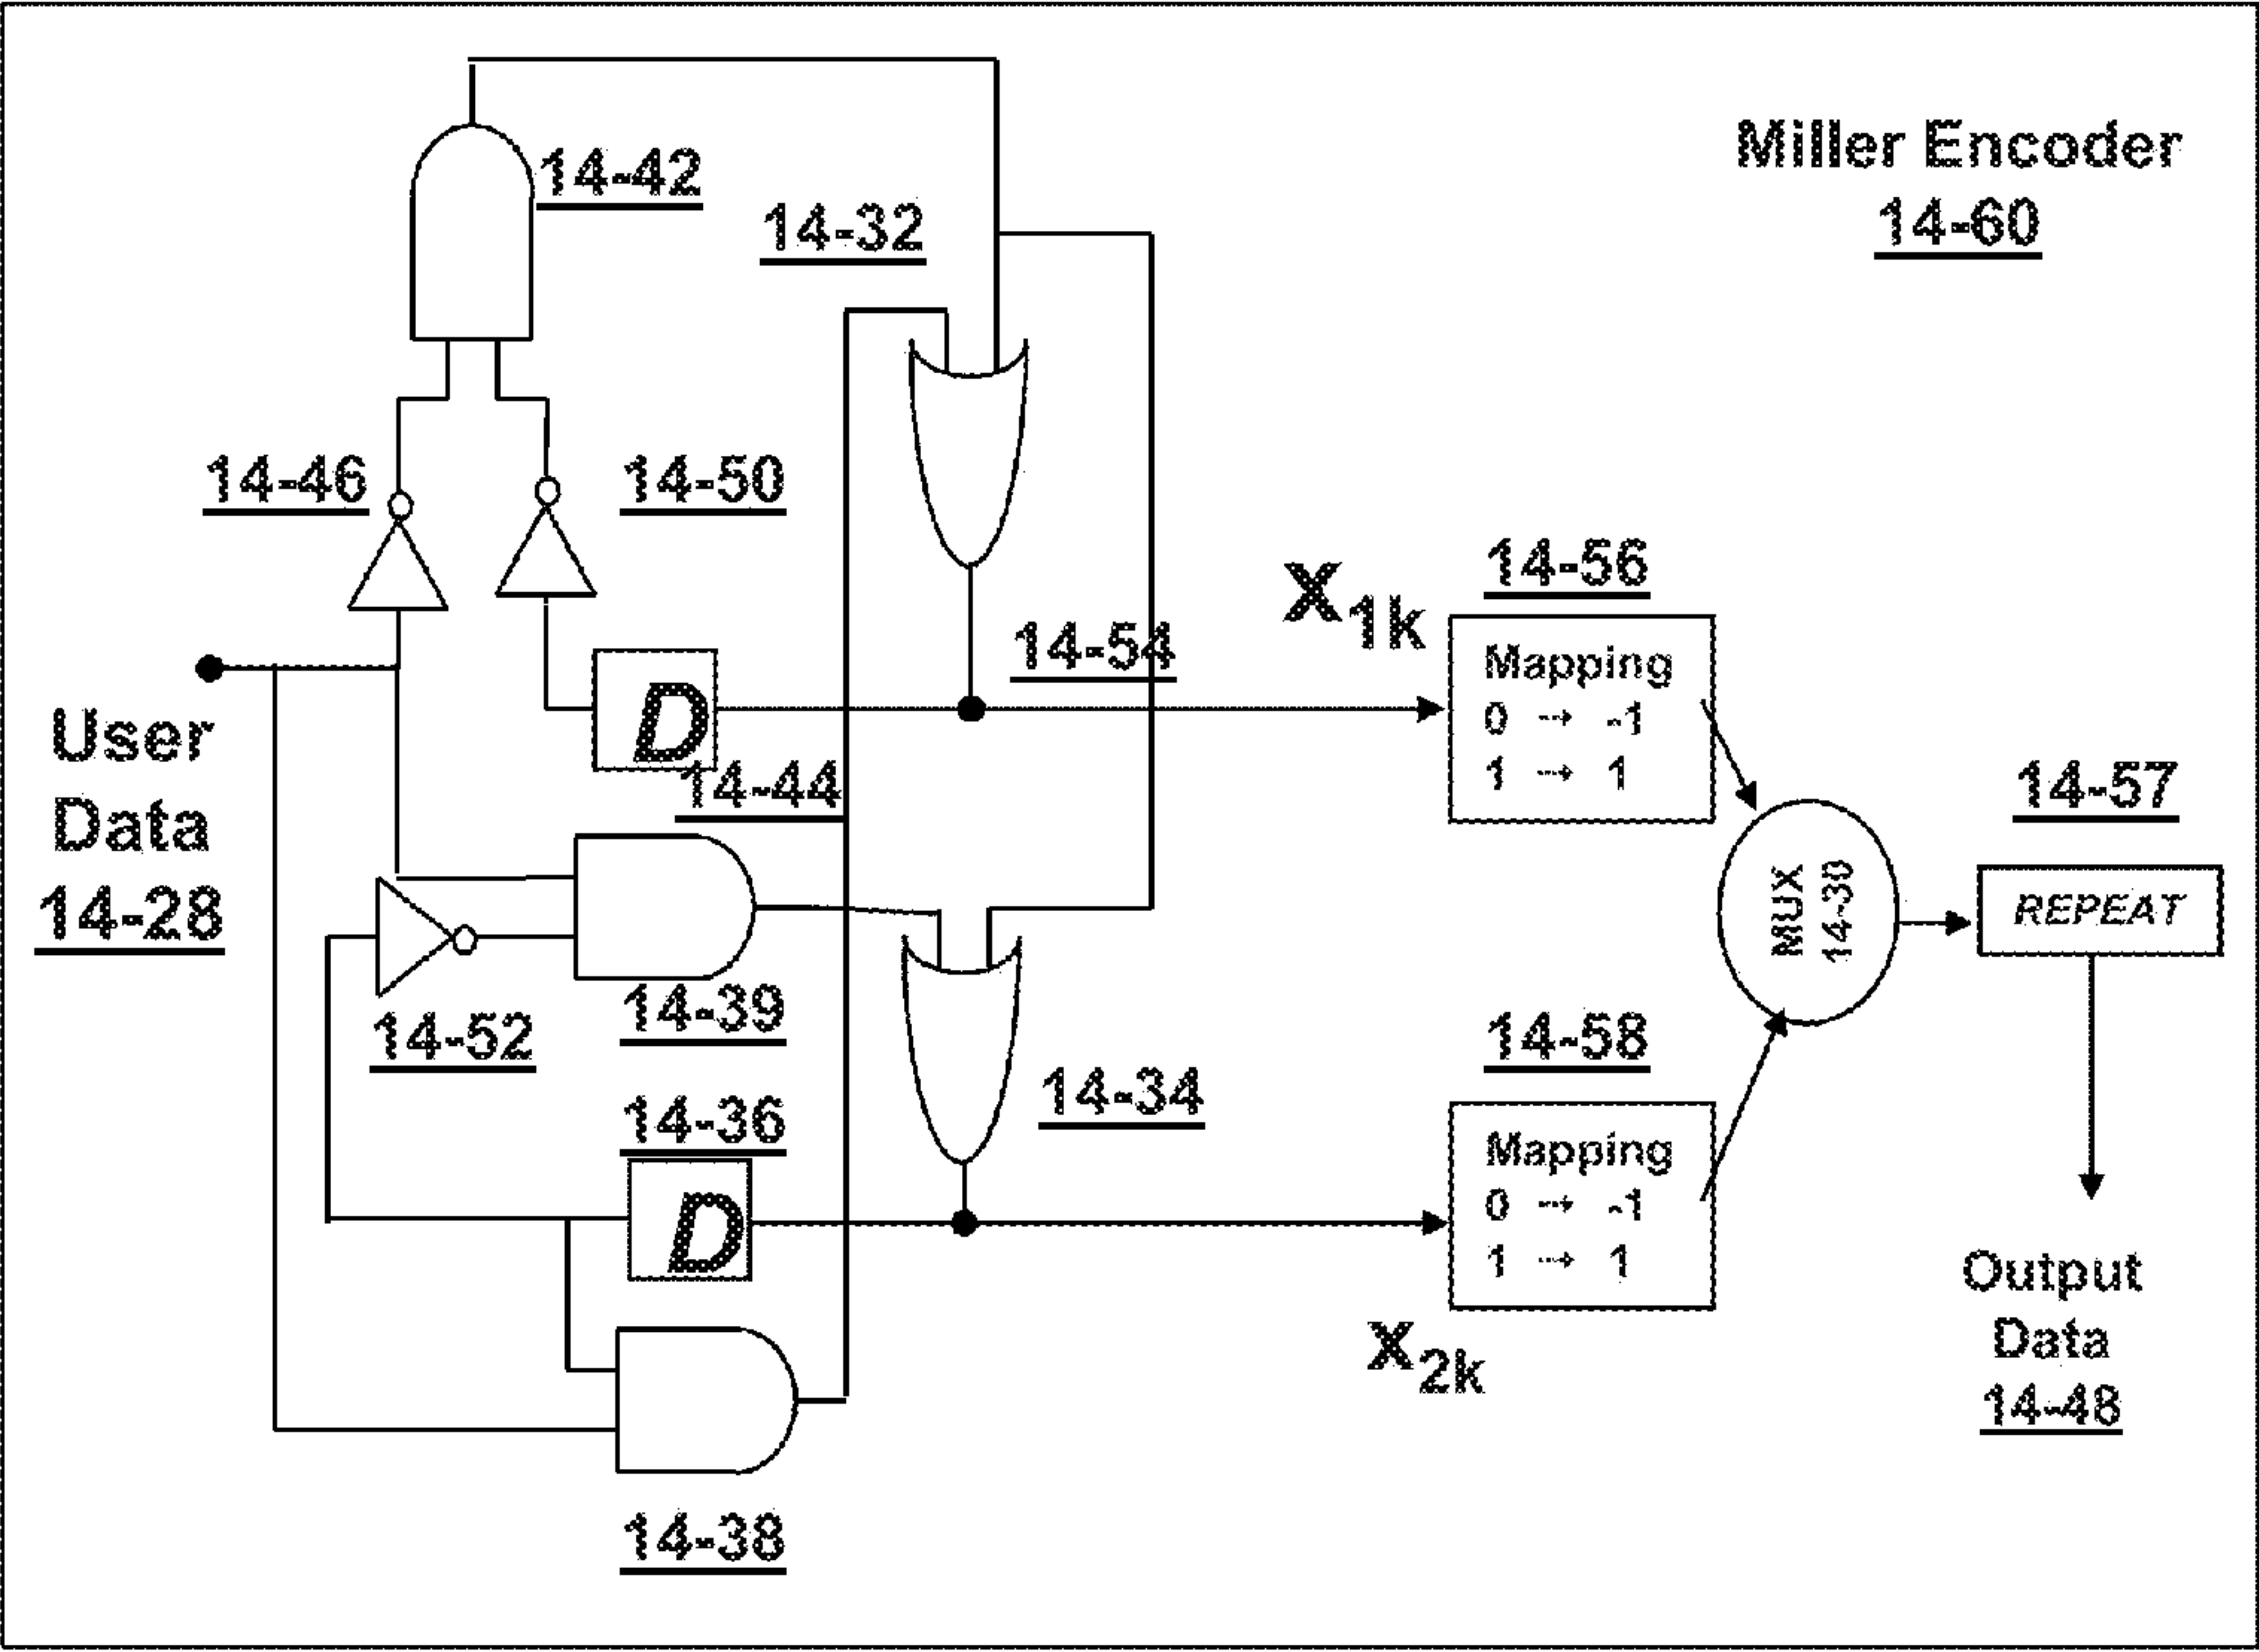 14-42
Miller Encoder
14-60
14-32
14-46
14-50
X1k
14-56
14-54
Mapping
0 → -1
1 → 1
D
14-44
User
Data
14-28
14-57
MUX
14-30
REPEAT
14-39
14-52
14-58
14-36
14-34
Mapping
0 → -1
1 → 1
D
X2k
Output
Data
14-48
14-38